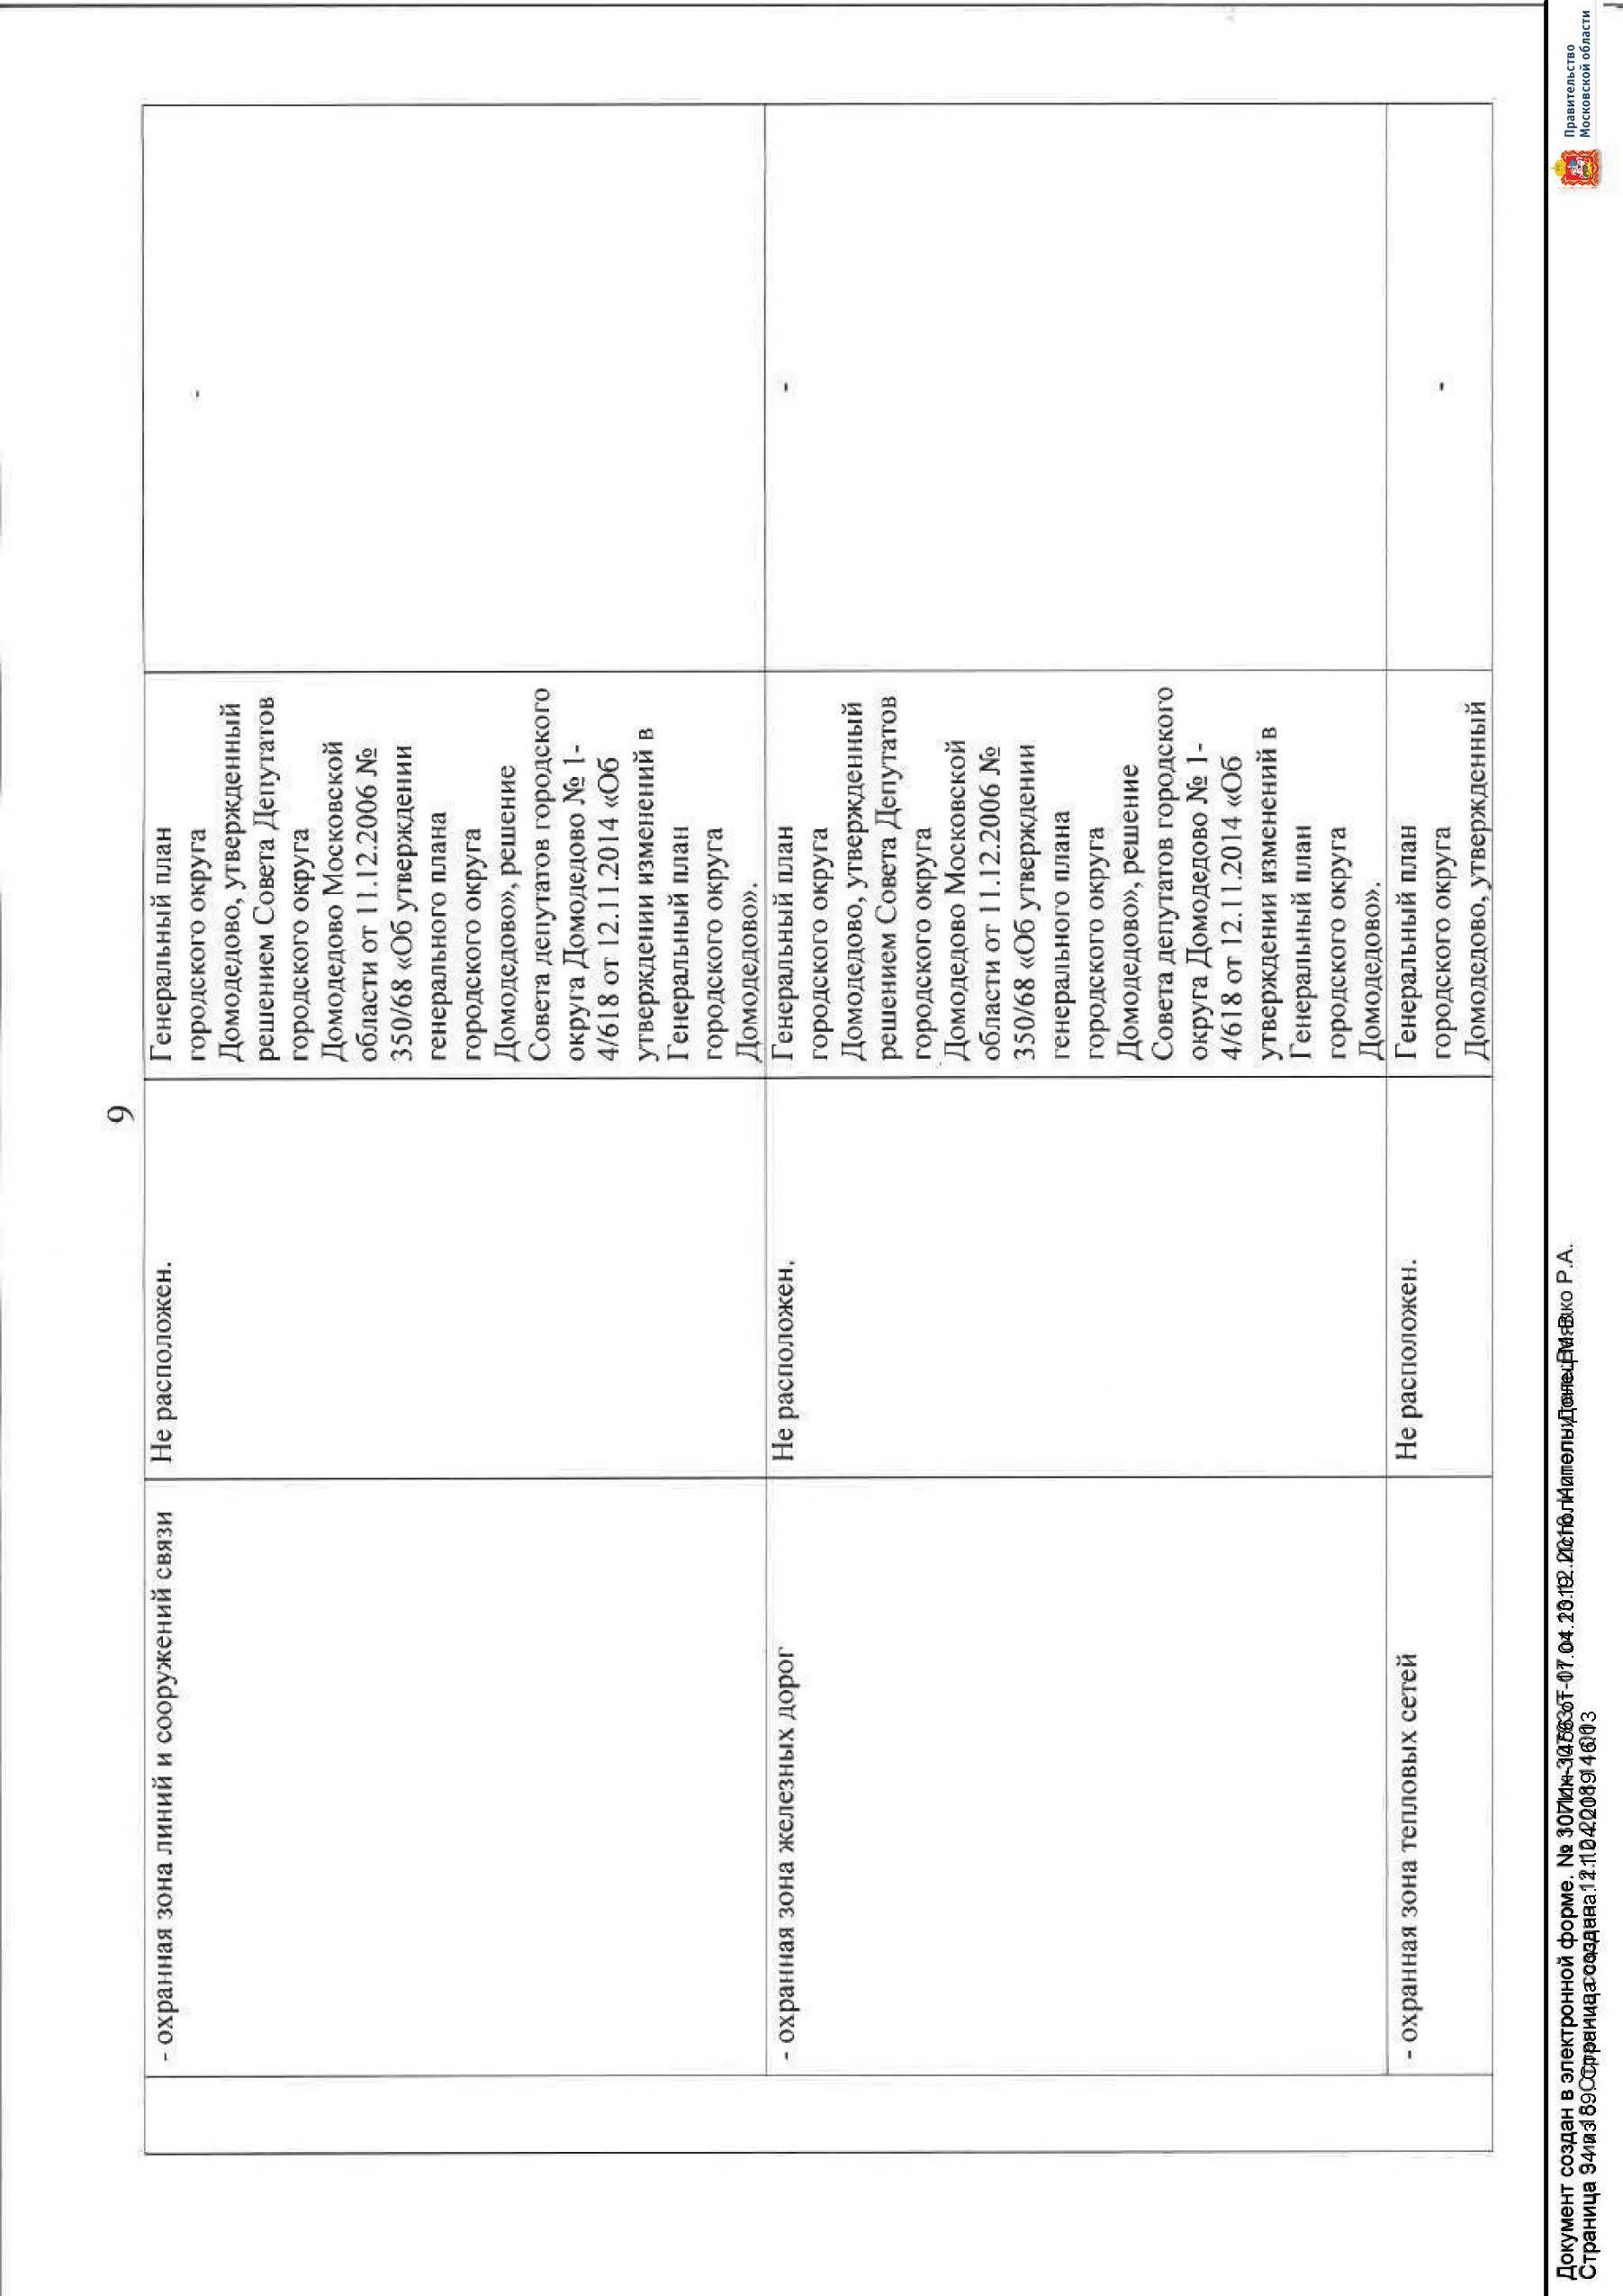 9
- охранная зона линий и сооружений связи
Не расположен.
Генеральный план
городского округа
Домодедово, утвержденный
решением Совета Депутатов
городского округа
Домодедово Московской
области от 11.12.2006 №
350/68 «Об утверждении
генерального плана
городского округа
Домодедово», решение
Совета депутатов городского
округа Домодедово № 1-
4/618 от 12.11.2014 «Об
утверждении изменений в
Генеральный план
городского округа
Домодедово».
-
- охранная зона железных дорог
Не расположен.
Генеральный план
городского округа
Домодедово, утвержденный
решением Совета Депутатов
городского округа
Домодедово Московской
области от 11.12.2006 №
350/68 «Об утверждении
генерального плана
городского округа
Домодедово», решение
Совета депутатов городского
округа Домодедово № 1-
4/618 от 12.11.2014 «Об
утверждении изменений в
Генеральный план
городского округа
Домодедово».
-
- охранная зона тепловых сетей
Не расположен.
Генеральный план
городского округа
Домодедово, утвержденный
-
Документ создан в электронной форме. №
Страница
Правительство
Московской области